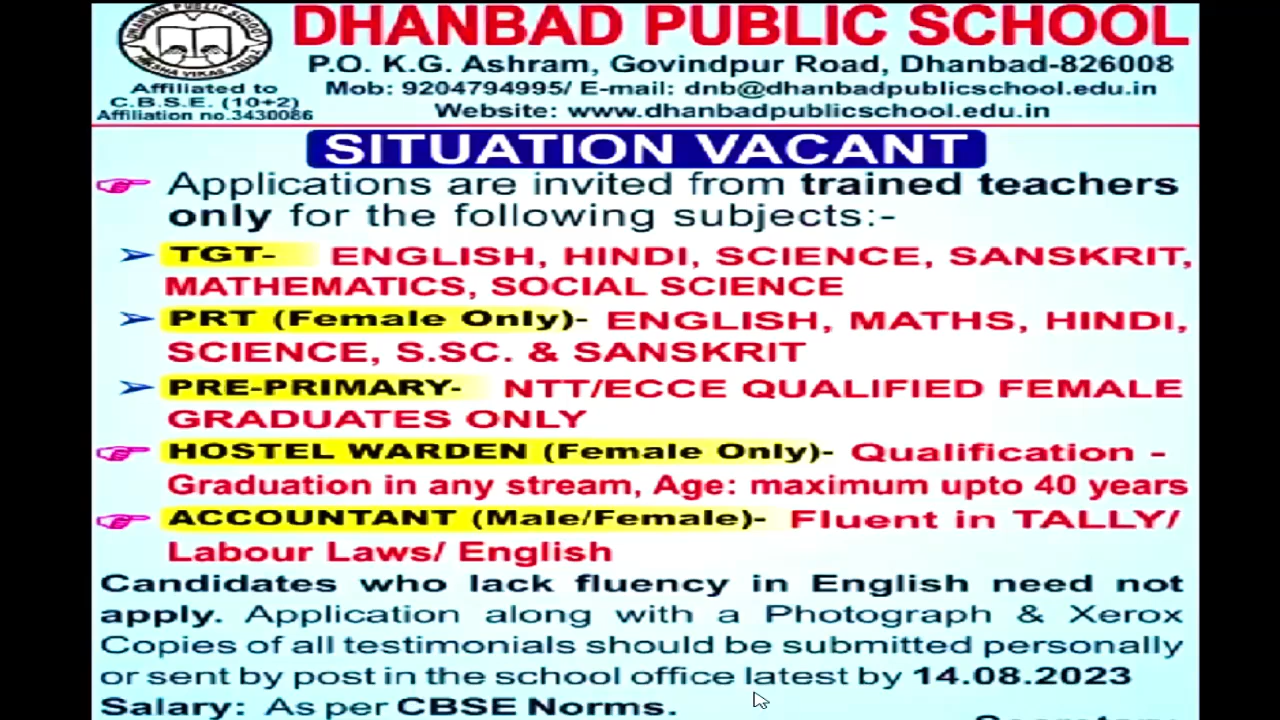 DHANBAD PUBLIC SCHOOL
P.O. K.G. Ashram, Govindpur Road, Dhanbad-826008
Mob: 9204794995/ E-mail: dnb@dhanbadpublicschool.edu.in
Website: www.dhanbadpublicschool.edu.in
DHANBAD PUBLIC SCHOOL
Affiliated to
C.B.S.E. (10+2)
Affiliation no.3430086
SITUATION VACANT
Applications are invited from trained teachers
only for the following subjects:-
TGT- ENGLISH, HINDI, SCIENCE, SANSKRIT,
MATHEMATICS, SOCIAL SCIENCE
PRT (Female Only)- ENGLISH, MATHS, HINDI,
SCIENCE, S.SC. & SANSKRIT
PRE-PRIMARY- NTT/ECCE QUALIFIED FEMALE
GRADUATES ONLY
HOSTEL WARDEN (Female Only)- Qualification -
Graduation in any stream, Age: maximum upto 40 years
ACCOUNTANT (Male/Female)- Fluent in TALLY/
Labour Laws/ English
Candidates who lack fluency in English need not
apply. Application along with a Photograph & Xerox
Copies of all testimonials should be submitted personally
or sent by post in the school office latest by 14.08.2023
Salary: As per CBSE Norms.